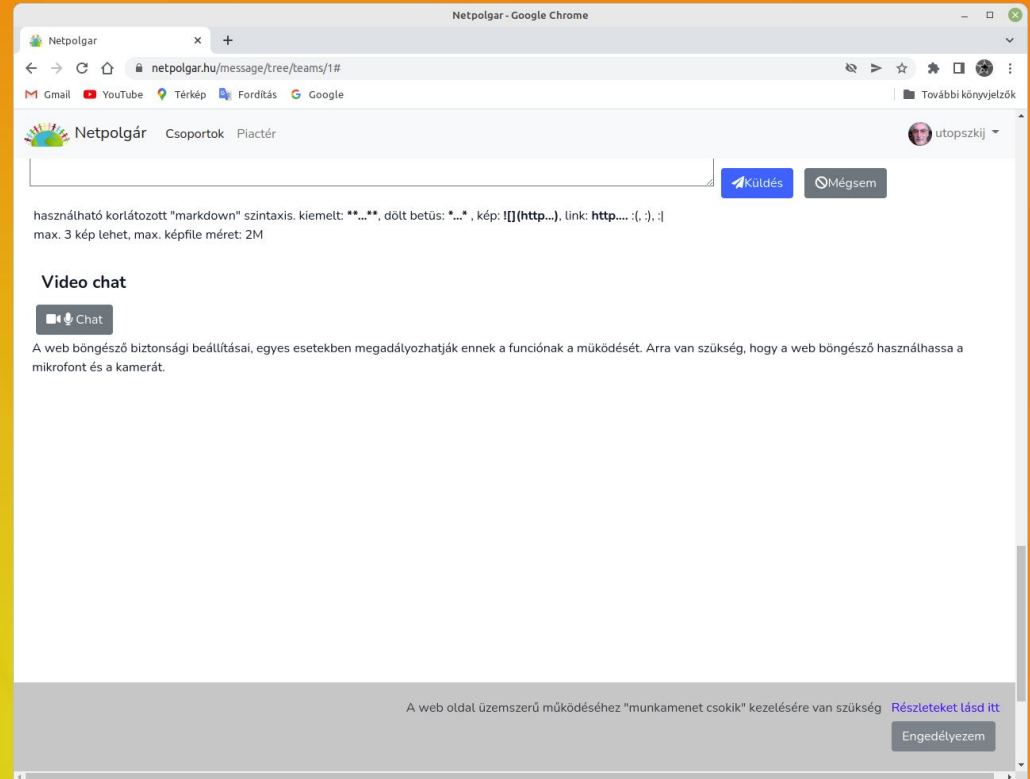 Netpolgar - Google Chrome
Netpolgar
netpolgar.hu/message/tree/teams/1#
Gmail YouTube Térkép Fordítás Google További könyvjelzők
Netpolgár Csoportok Piactér utopszkij
Küldés Mégsem
használható korlátozott "markdown" szintaxis. kiemelt: **...**, dölt betüs: *...* , kép: ![](http...), link: http.... :(, :), :|
max. 3 kép lehet, max. képfile méret: 2M
Video chat
Chat
A web böngésző biztonsági beállításai, egyes esetekben megadályozhatják ennek a funciónak a müködését. Arra van szükség, hogy a web böngésző használhassa a
mikrofont és a kamerát.
A web oldal üzemszerű működéséhez "munkamenet csokik" kezelésére van szükség Részleteket lásd itt
Engedélyezem